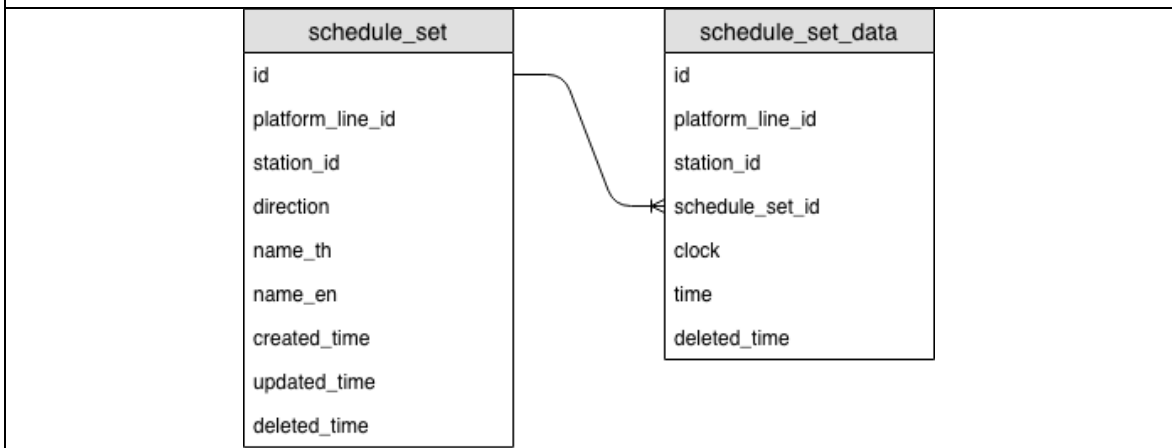 schedule_set
id
platform_line_id
station_id
direction
name_th
name_en
created_time
updated_time
deleted_time
schedule_set_data
id
platform_line_id
station_id
schedule_set_id
clock
time
deleted_time